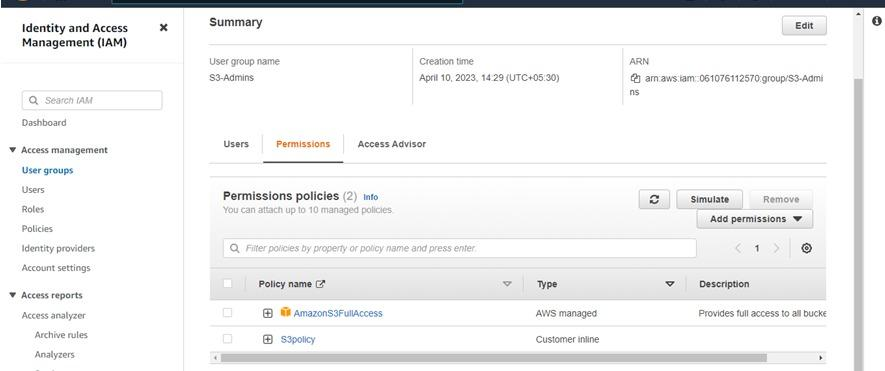 Identity and Access
Management (IAM)
Search IAM
Dashboard
Access management
User groups
Users
Roles
Policies
Identity providers
Account settings
Access reports
Access analyzer
Archive rules
Analyzers
Summary
Edit
User group name
S3-Admins
Creation time
April 10, 2023, 14:29 (UTC+05:30)
ARN
arn:aws:iam::061076112570:group/S3-Admi
ns
Users
Permissions
Access Advisor
Permissions policies (2) Info
You can attach up to 10 managed policies.
Simulate
Remove
Add permissions
Filter policies by property or policy name and press enter.
1
Policy name
Type
Description
AmazonS3FullAccess
AWS managed
Provides full access to all bucke
S3policy
Customer inline